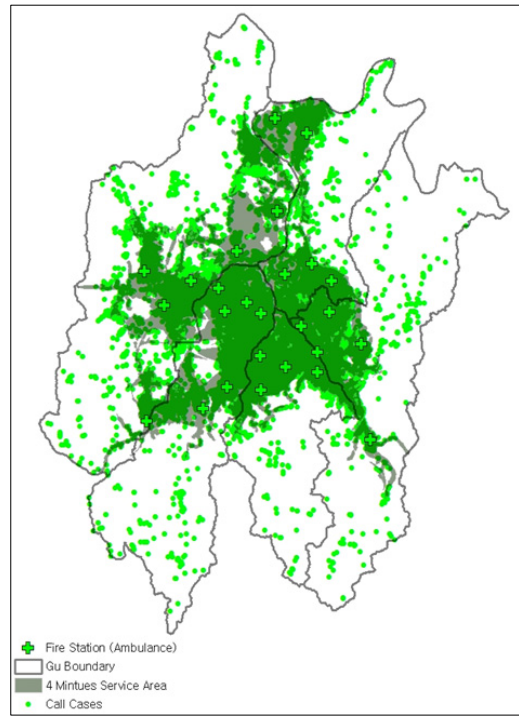 Fire Station (Ambulance)
Gu Boundary
4 Mintues Service Area
Call Cases